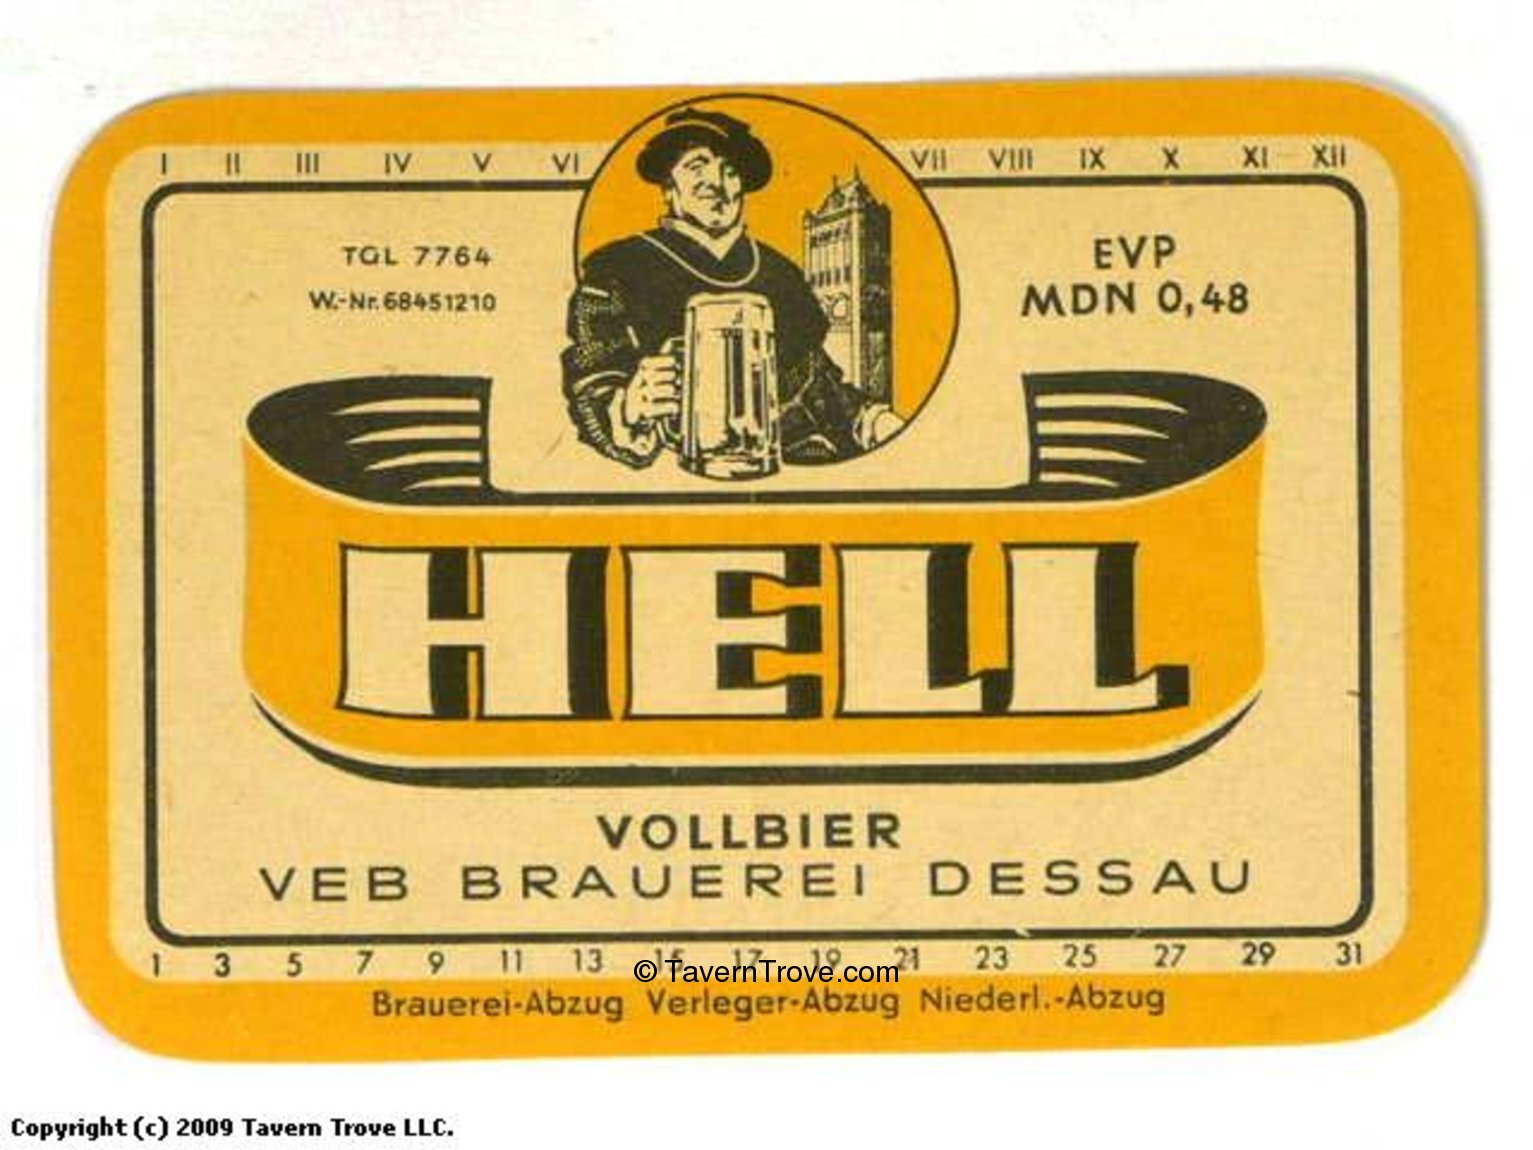 I II III IV V VI VII VIII IX X XI XII
TGL 7764
W.-Nr. 68451210
EVP
MDN 0,48
HELL
VOLLBIER
VEB BRAUEREI DESSAU
1 3 5 7 9 11 13 15 17 19 21 23 25 27 29 31
© TavernTrove.com
Brauerei-Abzug Verleger-Abzug Niederl.-Abzug
Copyright (c) 2009 Tavern Trove LLC.